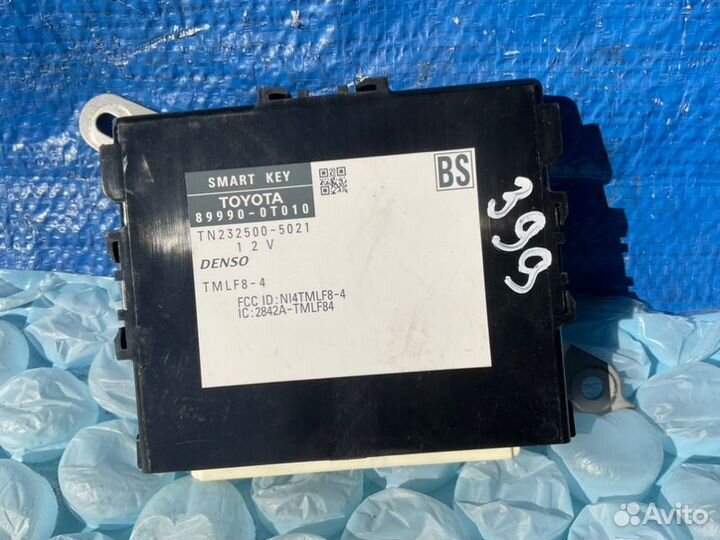 SMART KEY
TOYOTA
89990-0T010
BS
TN232500-5021
12V
DENSO
TMLF8-4
FCC ID:NI4TMLF8-4
IC:2842A-TMLF84
399
Avito